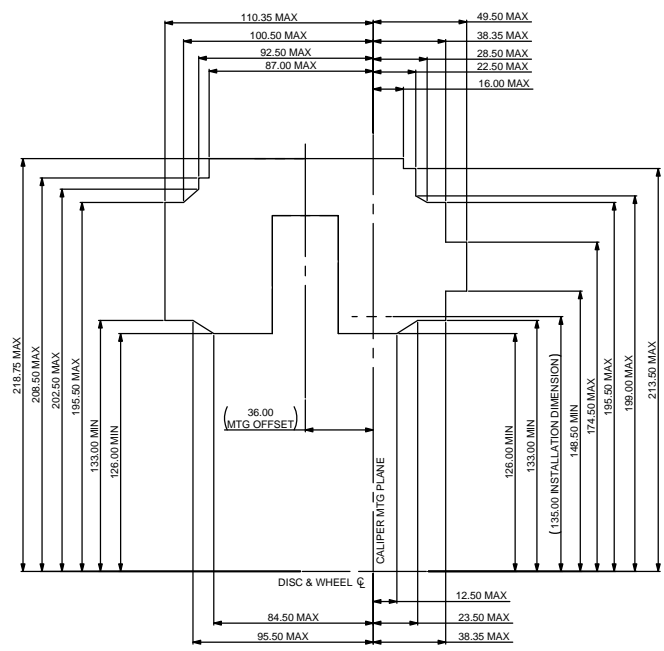 110.35 MAX
49.50 MAX
100.50 MAX
38.35 MAX
92.50 MAX
28.50 MAX
87.00 MAX
22.50 MAX
16.00 MAX
218.75 MAX
208.50 MAX
202.50 MAX
195.50 MAX
133.00 MIN
126.00 MIN
(36.00
MTG OFFSET)
CALIPER MTG PLANE
126.00 MIN
133.00 MIN
(135.00 INSTALLATION DIMENSION)
148.50 MIN
174.50 MAX
195.50 MAX
199.00 MAX
213.50 MAX
DISC & WHEEL ℄
12.50 MAX
84.50 MAX
23.50 MAX
95.50 MAX
38.35 MAX